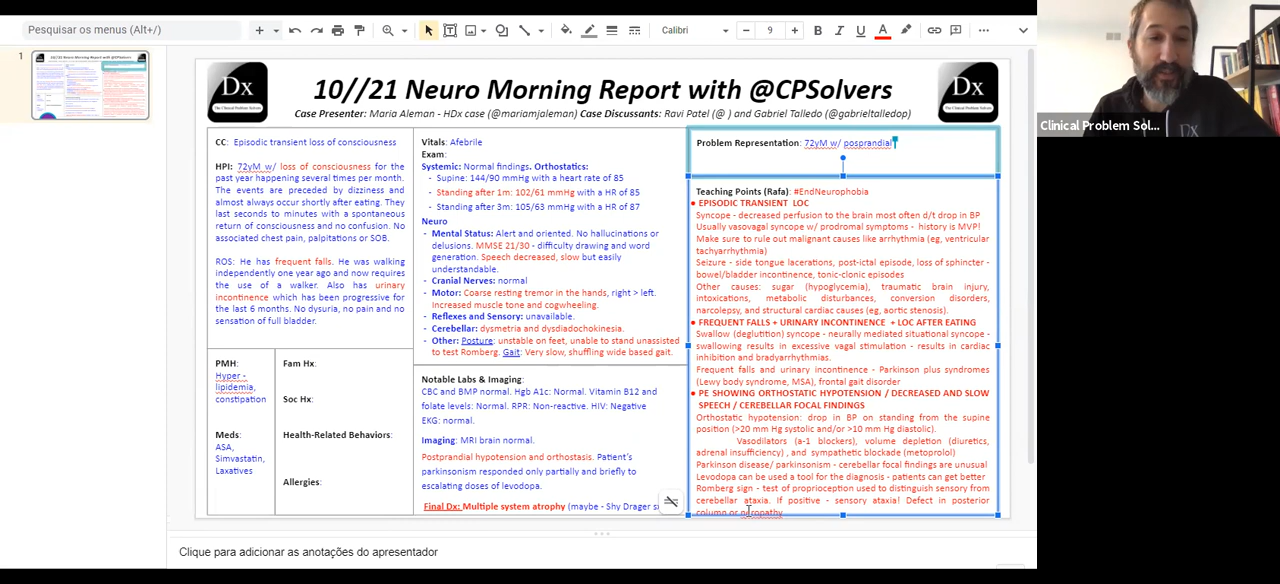 Pesquisar os menus (Alt+/)
Calibri
9
1
Dx
The Clinical Problem Solvers
10//21 Neuro Morning Report with @CPSolvers
Case Presenter: Maria Aleman - HDx case (@mariamjaleman) Case Discussants: Ravi Patel (@ ) and Gabriel Talledo (@gabrieltalledop)
Dx
The Clinical Problem Solvers
CC: Episodic transient loss of consciousness
HPI: 72yM w/ loss of consciousness for the
past year happening several times per month.
The events are preceded by dizziness and
almost always occur shortly after eating. They
last seconds to minutes with a spontaneous
return of consciousness and no confusion. No
associated chest pain, palpitations or SOB.
ROS: He has frequent falls. He was walking
independently one year ago and now requires
the use of a walker. Also has urinary
incontinence which has been progressive for
the last 6 months. No dysuria, no pain and no
sensation of full bladder.
PMH:
Hyper -
lipidemia,
constipation
Meds:
ASA,
Simvastatin,
Laxatives
Fam Hx:
Soc Hx:
Health-Related Behaviors:
Allergies:
Vitals: Afebrile
Exam:
Systemic: Normal findings. Orthostatics:
- Supine: 144/90 mmHg with a heart rate of 85
- Standing after 1m: 102/61 mmHg with a HR of 85
- Standing after 3m: 105/63 mmHg with a HR of 87
Neuro
- Mental Status: Alert and oriented. No hallucinations or
delusions. MMSE 21/30 - difficulty drawing and word
generation. Speech decreased, slow but easily
understandable.
- Cranial Nerves: normal
- Motor: Coarse resting tremor in the hands, right > left.
Increased muscle tone and cogwheeling.
- Reflexes and Sensory: unavailable.
- Cerebellar: dysmetria and dysdiadochokinesia.
- Other: Posture: unstable on feet, unable to stand unassisted
to test Romberg. Gait: Very slow, shuffling wide based gait.
Notable Labs & Imaging:
CBC and BMP normal. Hgb A1c: Normal. Vitamin B12 and
folate levels: Normal. RPR: Non-reactive. HIV: Negative
EKG: normal.
Imaging: MRI brain normal.
Postprandial hypotension and orthostasis. Patient's
parkinsonism responded only partially and briefly to
escalating doses of levodopa.
Final Dx: Multiple system atrophy (maybe - Shy Drager
Problem Representation: 72yM w/ posprandial
Teaching Points (Rafa): #EndNeurophobia
● EPISODIC TRANSIENT LOC
Syncope - decreased perfusion to the brain most often d/t drop in BP
Usually vasovagal syncope w/ prodromal symptoms - history is MVP!
Make sure to rule out malignant causes like arrhythmia (eg, ventricular
tachyarrhythmia)
Seizure - side tongue lacerations, post-ictal episode, loss of sphincter -
bowel/bladder incontinence, tonic-clonic episodes
Other causes: sugar (hypoglycemia), traumatic brain injury,
intoxications, metabolic disturbances, conversion disorders,
narcolepsy, and structural cardiac causes (eg, aortic stenosis).
● FREQUENT FALLS + URINARY INCONTINENCE + LOC AFTER EATING
Swallow (deglutition) syncope - neurally mediated situational syncope -
swallowing results in excessive vagal stimulation - results in cardiac
inhibition and bradyarrhythmias.
Frequent falls and urinary incontinence - Parkinson plus syndromes
(Lewy body syndrome, MSA), frontal gait disorder
● PE SHOWING ORTHOSTATIC HYPOTENSION / DECREASED AND SLOW
SPEECH / CEREBELLAR FOCAL FINDINGS
Orthostatic hypotension: drop in BP on standing from the supine
position (>20 mm Hg systolic and/or >10 mm Hg diastolic).
Vasodilators (a-1 blockers), volume depletion (diuretics,
adrenal insufficiency) , and sympathetic blockade (metoprolol)
Parkinson disease/ parkinsonism - cerebellar focal findings are unusual
Levodopa can be used a tool for the diagnosis - patients can get better
Romberg sign - test of proprioception used to distinguish sensory from
cerebellar ataxia. If positive - sensory ataxia! Defect in posterior
column or
Clinical Problem Sol...
Clique para adicionar as anotações do apresentador